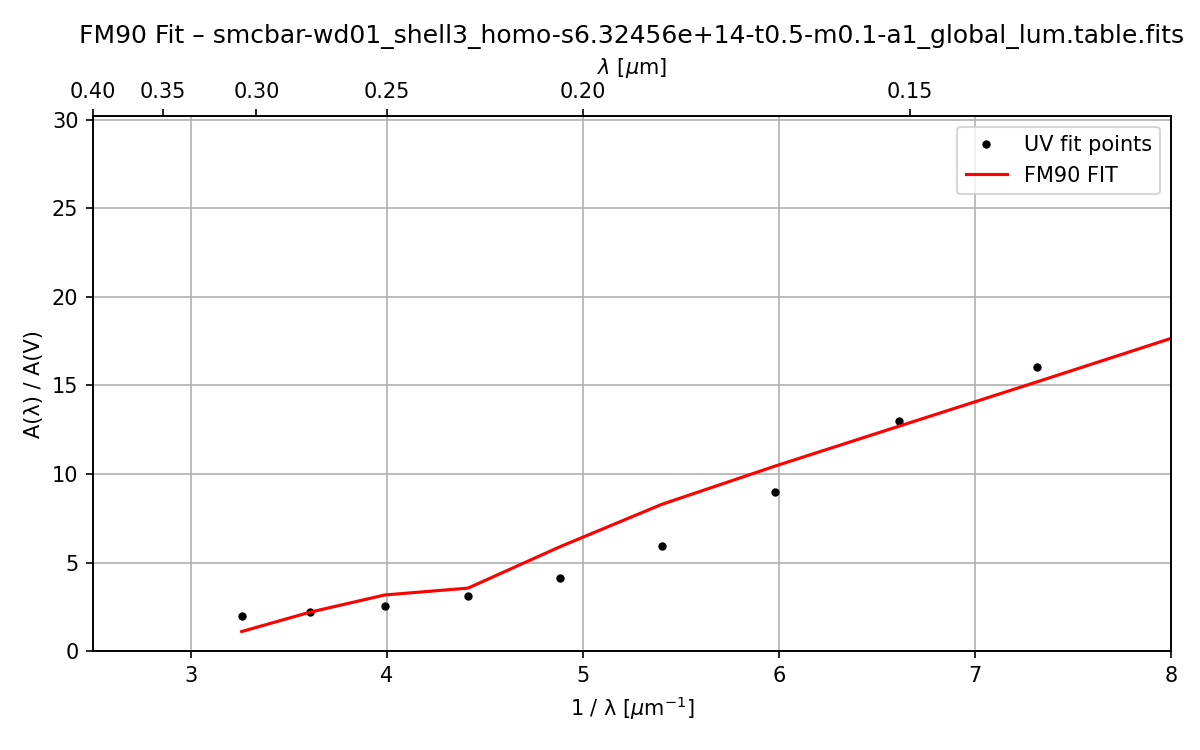 FM90 Fit – smcbar-wd01_shell3_homo-s6.32456e+14-t0.5-m0.1-a1_global_lum.table.fits
λ [μm]
0.40 0.35 0.30 0.25 0.20 0.15
30
25
20
15
10
5
0
A(λ) / A(V)
UV fit points
FM90 FIT
3 4 5 6 7 8
1 / λ [μm⁻¹]